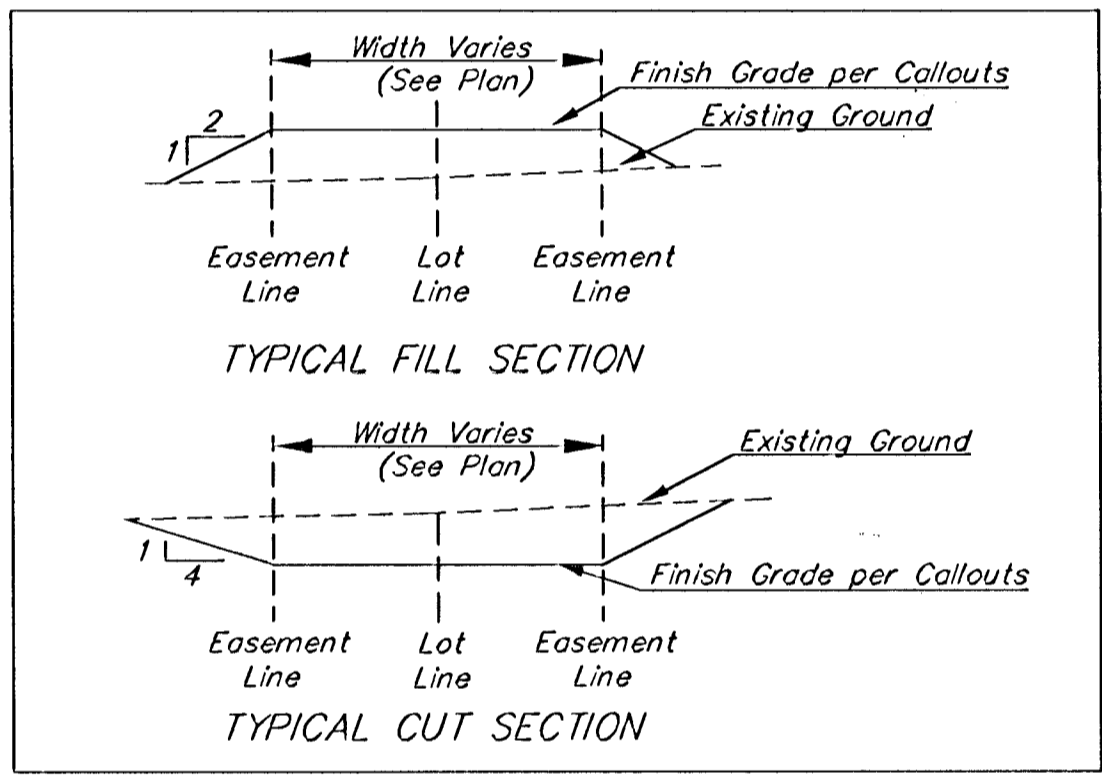 Width Varies
(See Plan)
Finish Grade per Callouts
Existing Ground
2
1
Easement
Line
Lot
Line
Easement
Line
TYPICAL FILL SECTION
Width Varies
(See Plan)
Existing Ground
1
4
Finish Grade per Callouts
Easement
Line
Lot
Line
Easement
Line
TYPICAL CUT SECTION